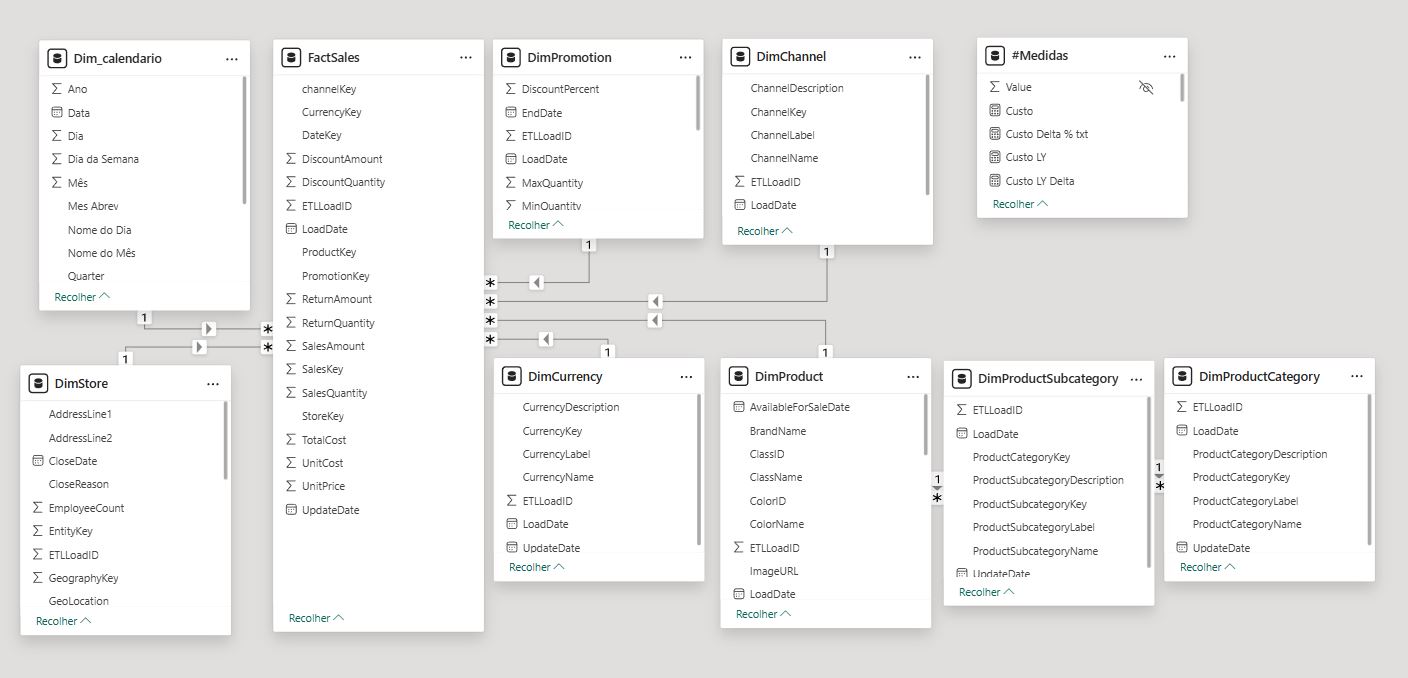 Dim_calendario
Ano
Data
Dia
Dia da Semana
Mês
Mes Abrev
Nome do Dia
Nome do Mês
Quarter
Recolher
FactSales
channelKey
CurrencyKey
DateKey
DiscountAmount
DiscountQuantity
ETLLoadID
LoadDate
ProductKey
PromotionKey
ReturnAmount
ReturnQuantity
SalesAmount
SalesKey
SalesQuantity
StoreKey
TotalCost
UnitCost
UnitPrice
UpdateDate
Recolher
DimPromotion
DiscountPercent
EndDate
ETLLoadID
LoadDate
MaxQuantity
MinQuantity
Recolher
DimChannel
ChannelDescription
ChannelKey
ChannelLabel
ChannelName
ETLLoadID
LoadDate
Recolher
#Medidas
Value
Custo
Custo Delta % txt
Custo LY
Custo LY Delta
Recolher
1
1
1
*
*
*
*
*
*
1
1
1
DimStore
AddressLine1
AddressLine2
CloseDate
CloseReason
EmployeeCount
EntityKey
ETLLoadID
GeographyKey
GeoLocation
Recolher
DimCurrency
CurrencyDescription
CurrencyKey
CurrencyLabel
CurrencyName
ETLLoadID
LoadDate
UpdateDate
Recolher
DimProduct
AvailableForSaleDate
BrandName
ClassID
ClassName
ColorID
ColorName
ETLLoadID
ImageURL
LoadDate
Recolher
1
*
DimProductSubcategory
ETLLoadID
LoadDate
ProductCategoryKey
ProductSubcategoryDescription
ProductSubcategoryKey
ProductSubcategoryLabel
ProductSubcategoryName
UpdateDate
Recolher
1
*
DimProductCategory
ETLLoadID
LoadDate
ProductCategoryDescription
ProductCategoryKey
ProductCategoryLabel
ProductCategoryName
UpdateDate
Recolher